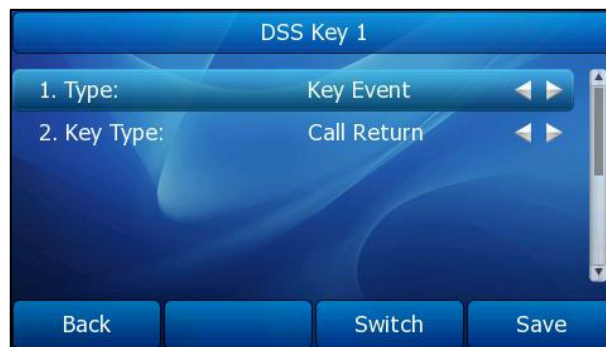 DSS Key 1
1. Type: Key Event
2. Key Type: Call Return
Back Switch Save